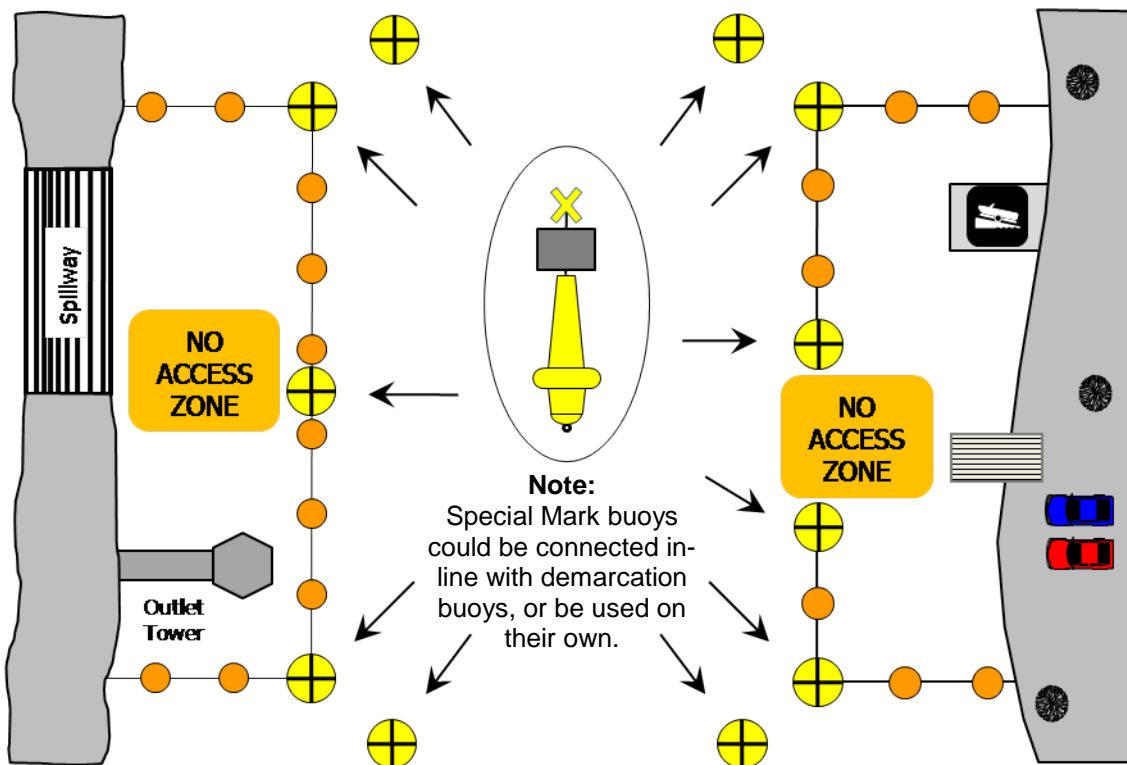 Spillway
NO
ACCESS
ZONE
Outlet
Tower
Note:
Special Mark buoys
could be connected in-
line with demarcation
buoys, or be used on
their own.
NO
ACCESS
ZONE